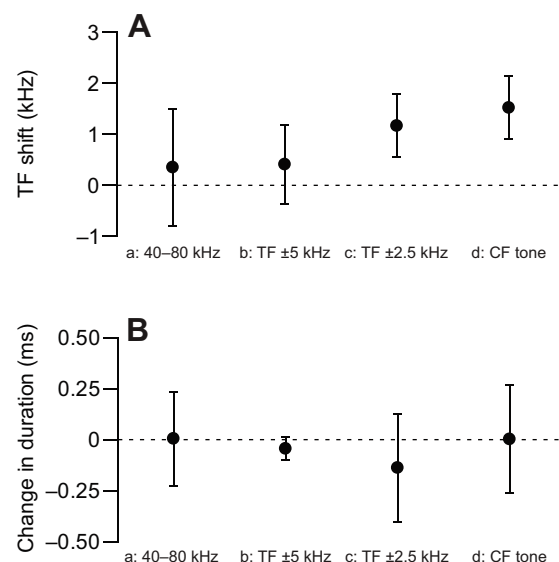 A
TF shift (kHz)
3
2
1
0
–1
a: 40–80 kHz b: TF ±5 kHz c: TF ±2.5 kHz d: CF tone
B
Change in duration (ms)
0.50
0.25
0
–0.25
–0.50
a: 40–80 kHz b: TF ±5 kHz c: TF ±2.5 kHz d: CF tone